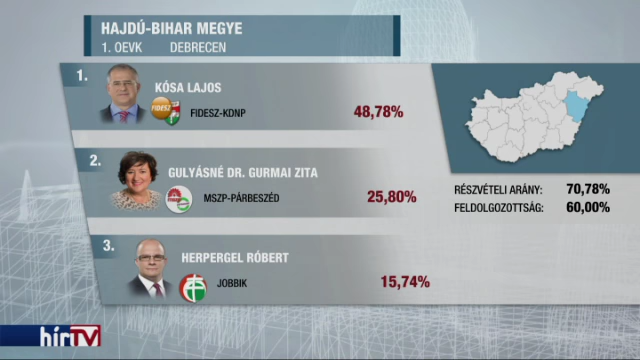 HAJDÚ-BIHAR MEGYE
1. OEVK DEBRECEN
1.
KÓSA LAJOS
FIDESZ
FIDESZ-KDNP
48,78%
2.
GULYÁSNÉ DR. GURMAI ZITA
MSZP-PÁRBESZÉD
25,80%
3.
HERPERGEL RÓBERT
JOBBIK
15,74%
RÉSZVÉTELI ARÁNY: 70,78%
FELDOLGOZOTTSÁG: 60,00%
hírTV